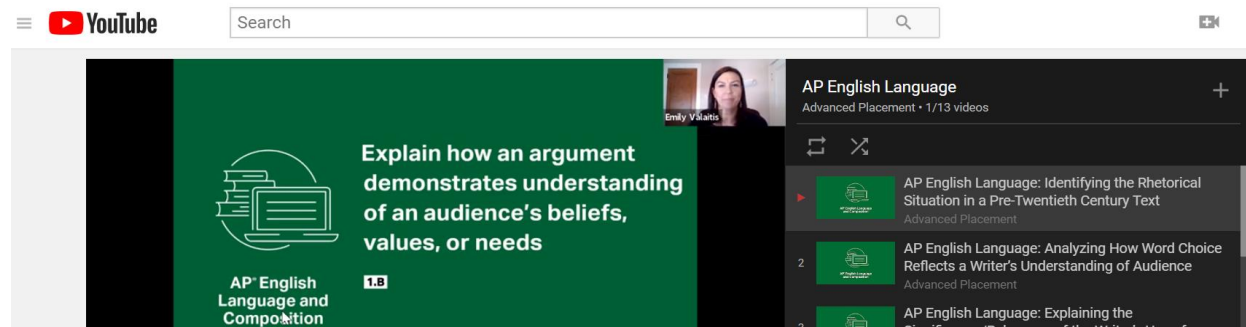 YouTube
Search
Emily Valaitis
Explain how an argument
demonstrates understanding
of an audience's beliefs,
values, or needs
1.B
AP® English
Language and
Composition
AP English Language
Advanced Placement • 1/13 videos
AP English Language: Identifying the Rhetorical
Situation in a Pre-Twentieth Century Text
Advanced Placement
2
AP English Language: Analyzing How Word Choice
Reflects a Writer's Understanding of Audience
Advanced Placement
AP English Language: Explaining the